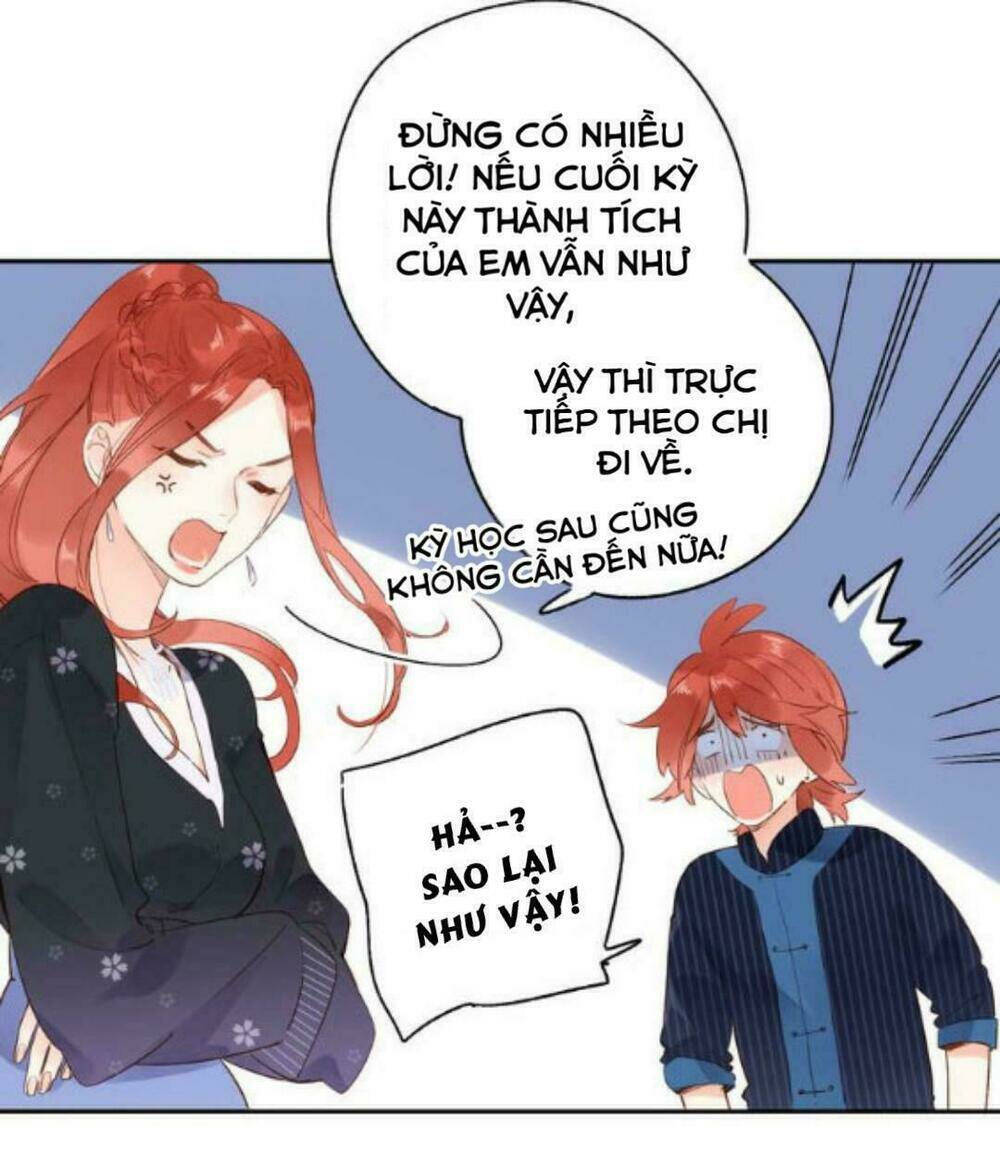 ĐỪNG CÓ NHIỀU
LỜI! NẾU CUỐI KỲ
NÀY THÀNH TÍCH
CỦA EM VẪN NHƯ
VẬY,
VẬY THÌ TRỰC
TIẾP THEO CHỊ
ĐI VỀ.
KỲ HỌC SAU CŨNG
KHÔNG CẦN ĐẾN NỮA!
HẢ--?
SAO LẠI
NHƯ VẬY!